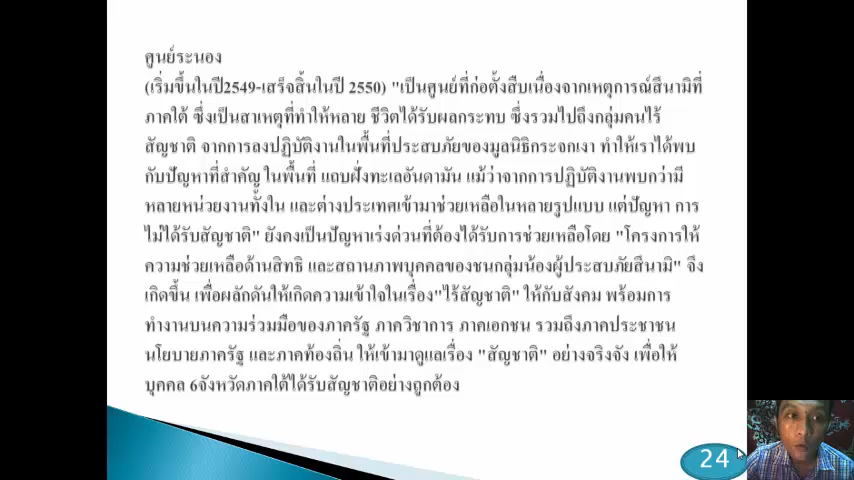 ศูนย์ระนอง
(เริ่มขึ้นในปี2549-เสร็จสิ้นในปี 2550) "เป็นศูนย์ที่ก่อตั้งสืบเนื่องจากเหตุการณ์สึนามิที่
ภาคใต้ ซึ่งเป็นสาเหตุที่ทำให้หลาย ชีวิตได้รับผลกระทบ ซึ่งรวมไปถึงกลุ่มคนไร้
สัญชาติ จากการลงปฏิบัติงานในพื้นที่ประสบภัยของมูลนิธิกระจกเงา ทำให้เราได้พบ
กับปัญหาที่สำคัญ ในพื้นที่ แถบฝั่งทะเลอันดามัน แม้ว่าจากการปฏิบัติงานพบกว่ามี
หลายหน่วยงานทั้งใน และต่างประเทศเข้ามาช่วยเหลือในหลายรูปแบบ แต่ปัญหา การ
ไม่ได้รับสัญชาติ" ยังคงเป็นปัญหาเร่งด่วนที่ต้องได้รับการช่วยเหลือโดย "โครงการให้
ความช่วยเหลือด้านสิทธิ และสถานภาพบุคคลของชนกลุ่มน้องผู้ประสบภัยสึนามิ" จึง
เกิดขึ้น เพื่อผลักดันให้เกิดความเข้าใจในเรื่อง"ไร้สัญชาติ" ให้กับสังคม พร้อมการ
ทำงานบนความร่วมมือของภาครัฐ ภาควิชาการ ภาคเอกชน รวมถึงภาคประชาชน
นโยบายภาครัฐ และภาคท้องถิ่น ให้เข้ามาดูแลเรื่อง "สัญชาติ" อย่างจริงจัง เพื่อให้
บุคคล 6จังหวัดภาคใต้ได้รับสัญชาติอย่างถูกต้อง
24